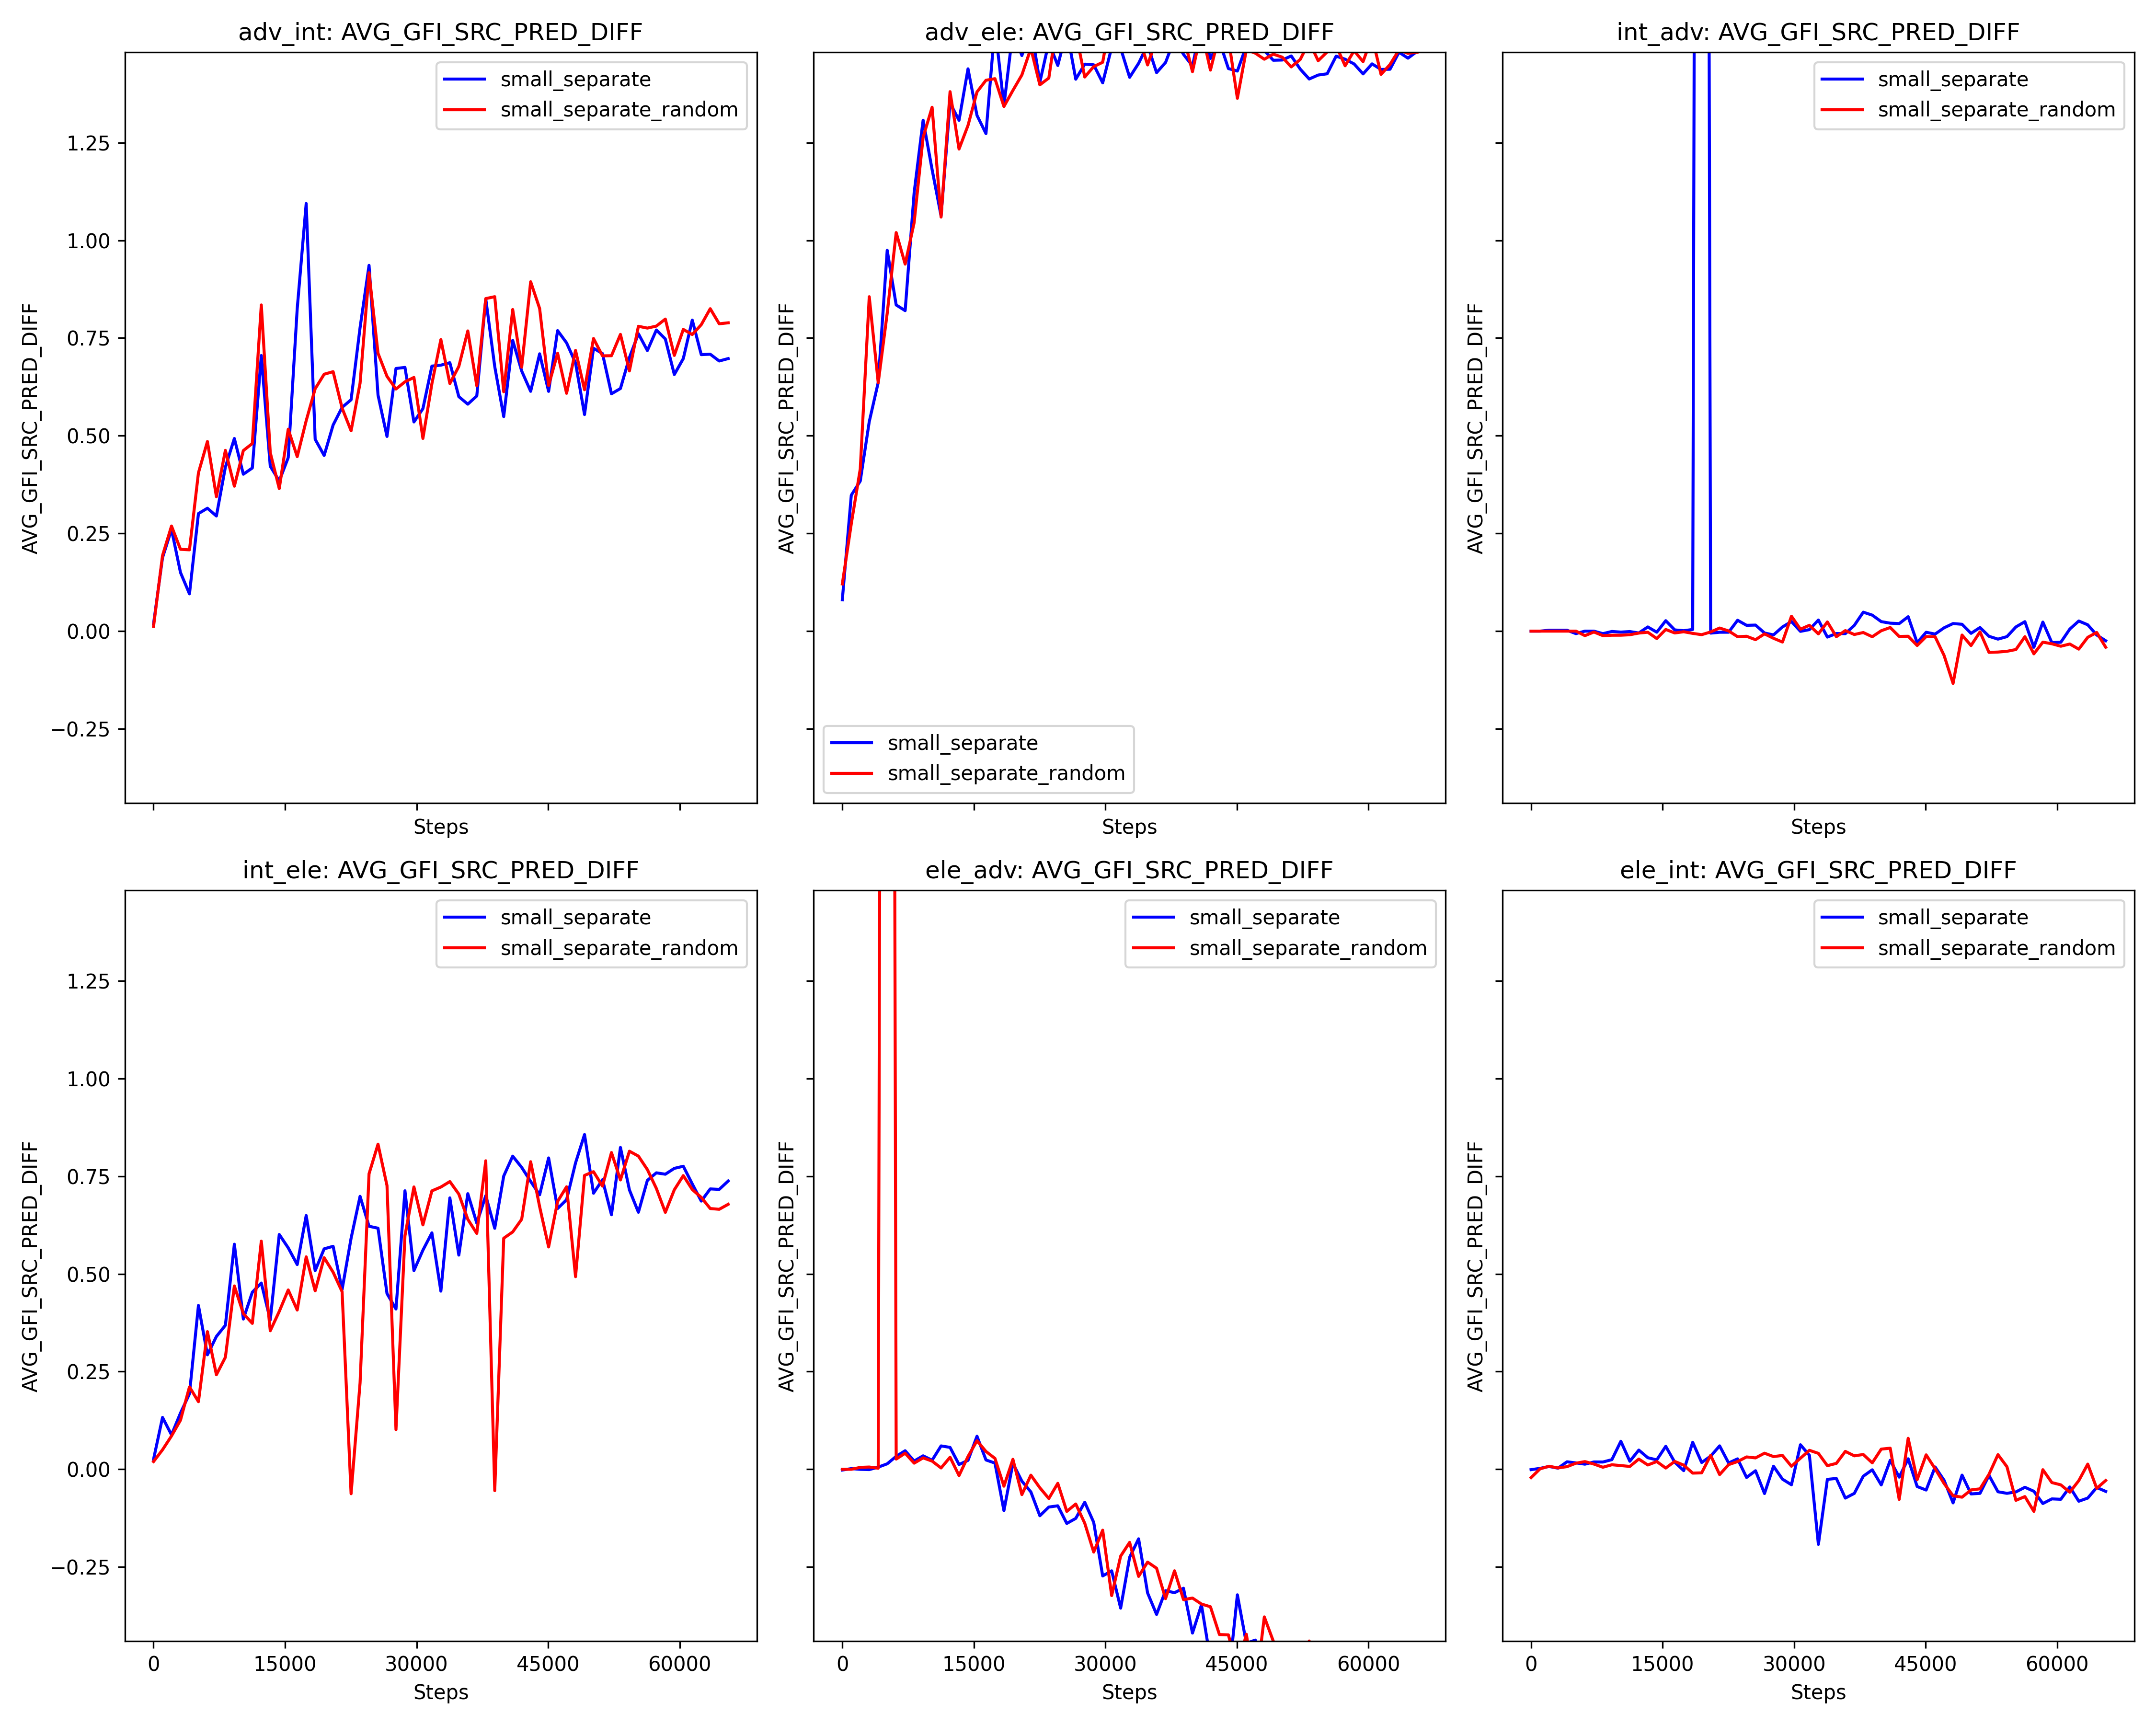 adv_int: AVG_GFI_SRC_PRED_DIFF
AVG_GFI_SRC_PRED_DIFF
1.25
1.00
0.75
0.50
0.25
0.00
−0.25
small_separate
small_separate_random
Steps
adv_ele: AVG_GFI_SRC_PRED_DIFF
AVG_GFI_SRC_PRED_DIFF
small_separate
small_separate_random
Steps
int_adv: AVG_GFI_SRC_PRED_DIFF
AVG_GFI_SRC_PRED_DIFF
small_separate
small_separate_random
Steps
int_ele: AVG_GFI_SRC_PRED_DIFF
AVG_GFI_SRC_PRED_DIFF
1.25
1.00
0.75
0.50
0.25
0.00
−0.25
small_separate
small_separate_random
0 15000 30000 45000 60000
Steps
ele_adv: AVG_GFI_SRC_PRED_DIFF
AVG_GFI_SRC_PRED_DIFF
small_separate
small_separate_random
0 15000 30000 45000 60000
Steps
ele_int: AVG_GFI_SRC_PRED_DIFF
AVG_GFI_SRC_PRED_DIFF
small_separate
small_separate_random
0 15000 30000 45000 60000
Steps